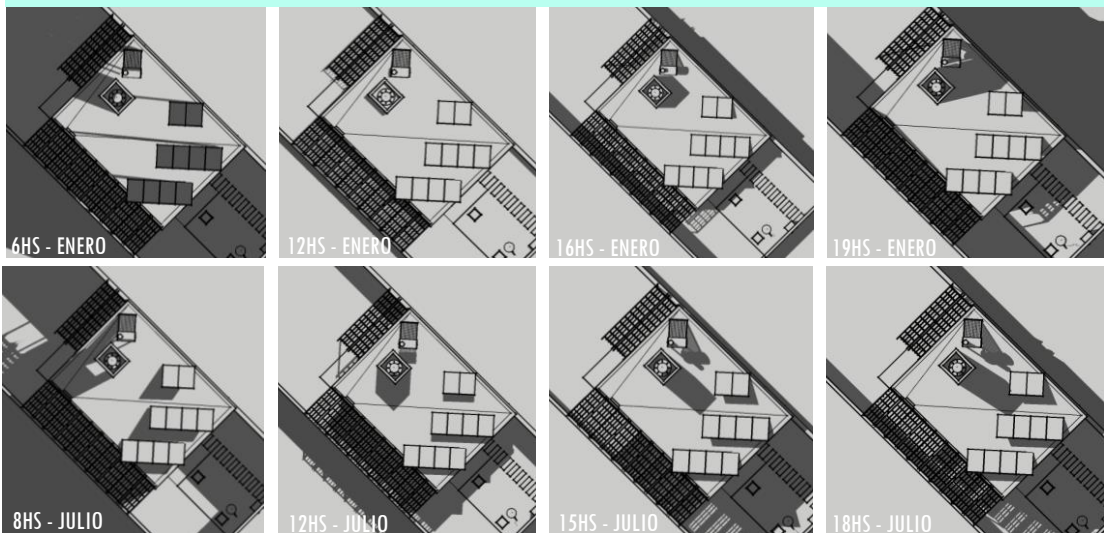 6HS - ENERO
12HS - ENERO
16HS - ENERO
19HS - ENERO
8HS - JULIO
12HS - JULIO
15HS - JULIO
18HS - JULIO